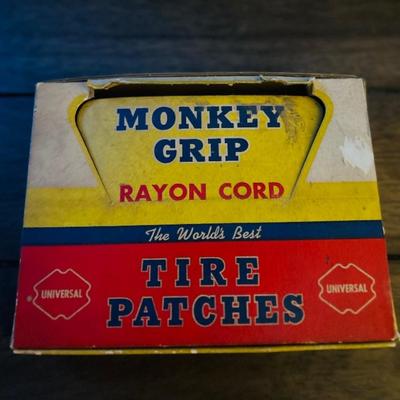 MONKEY
GRIP
RAYON CORD
The World's Best
TIRE
PATCHES
UNIVERSAL
UNIVERSAL